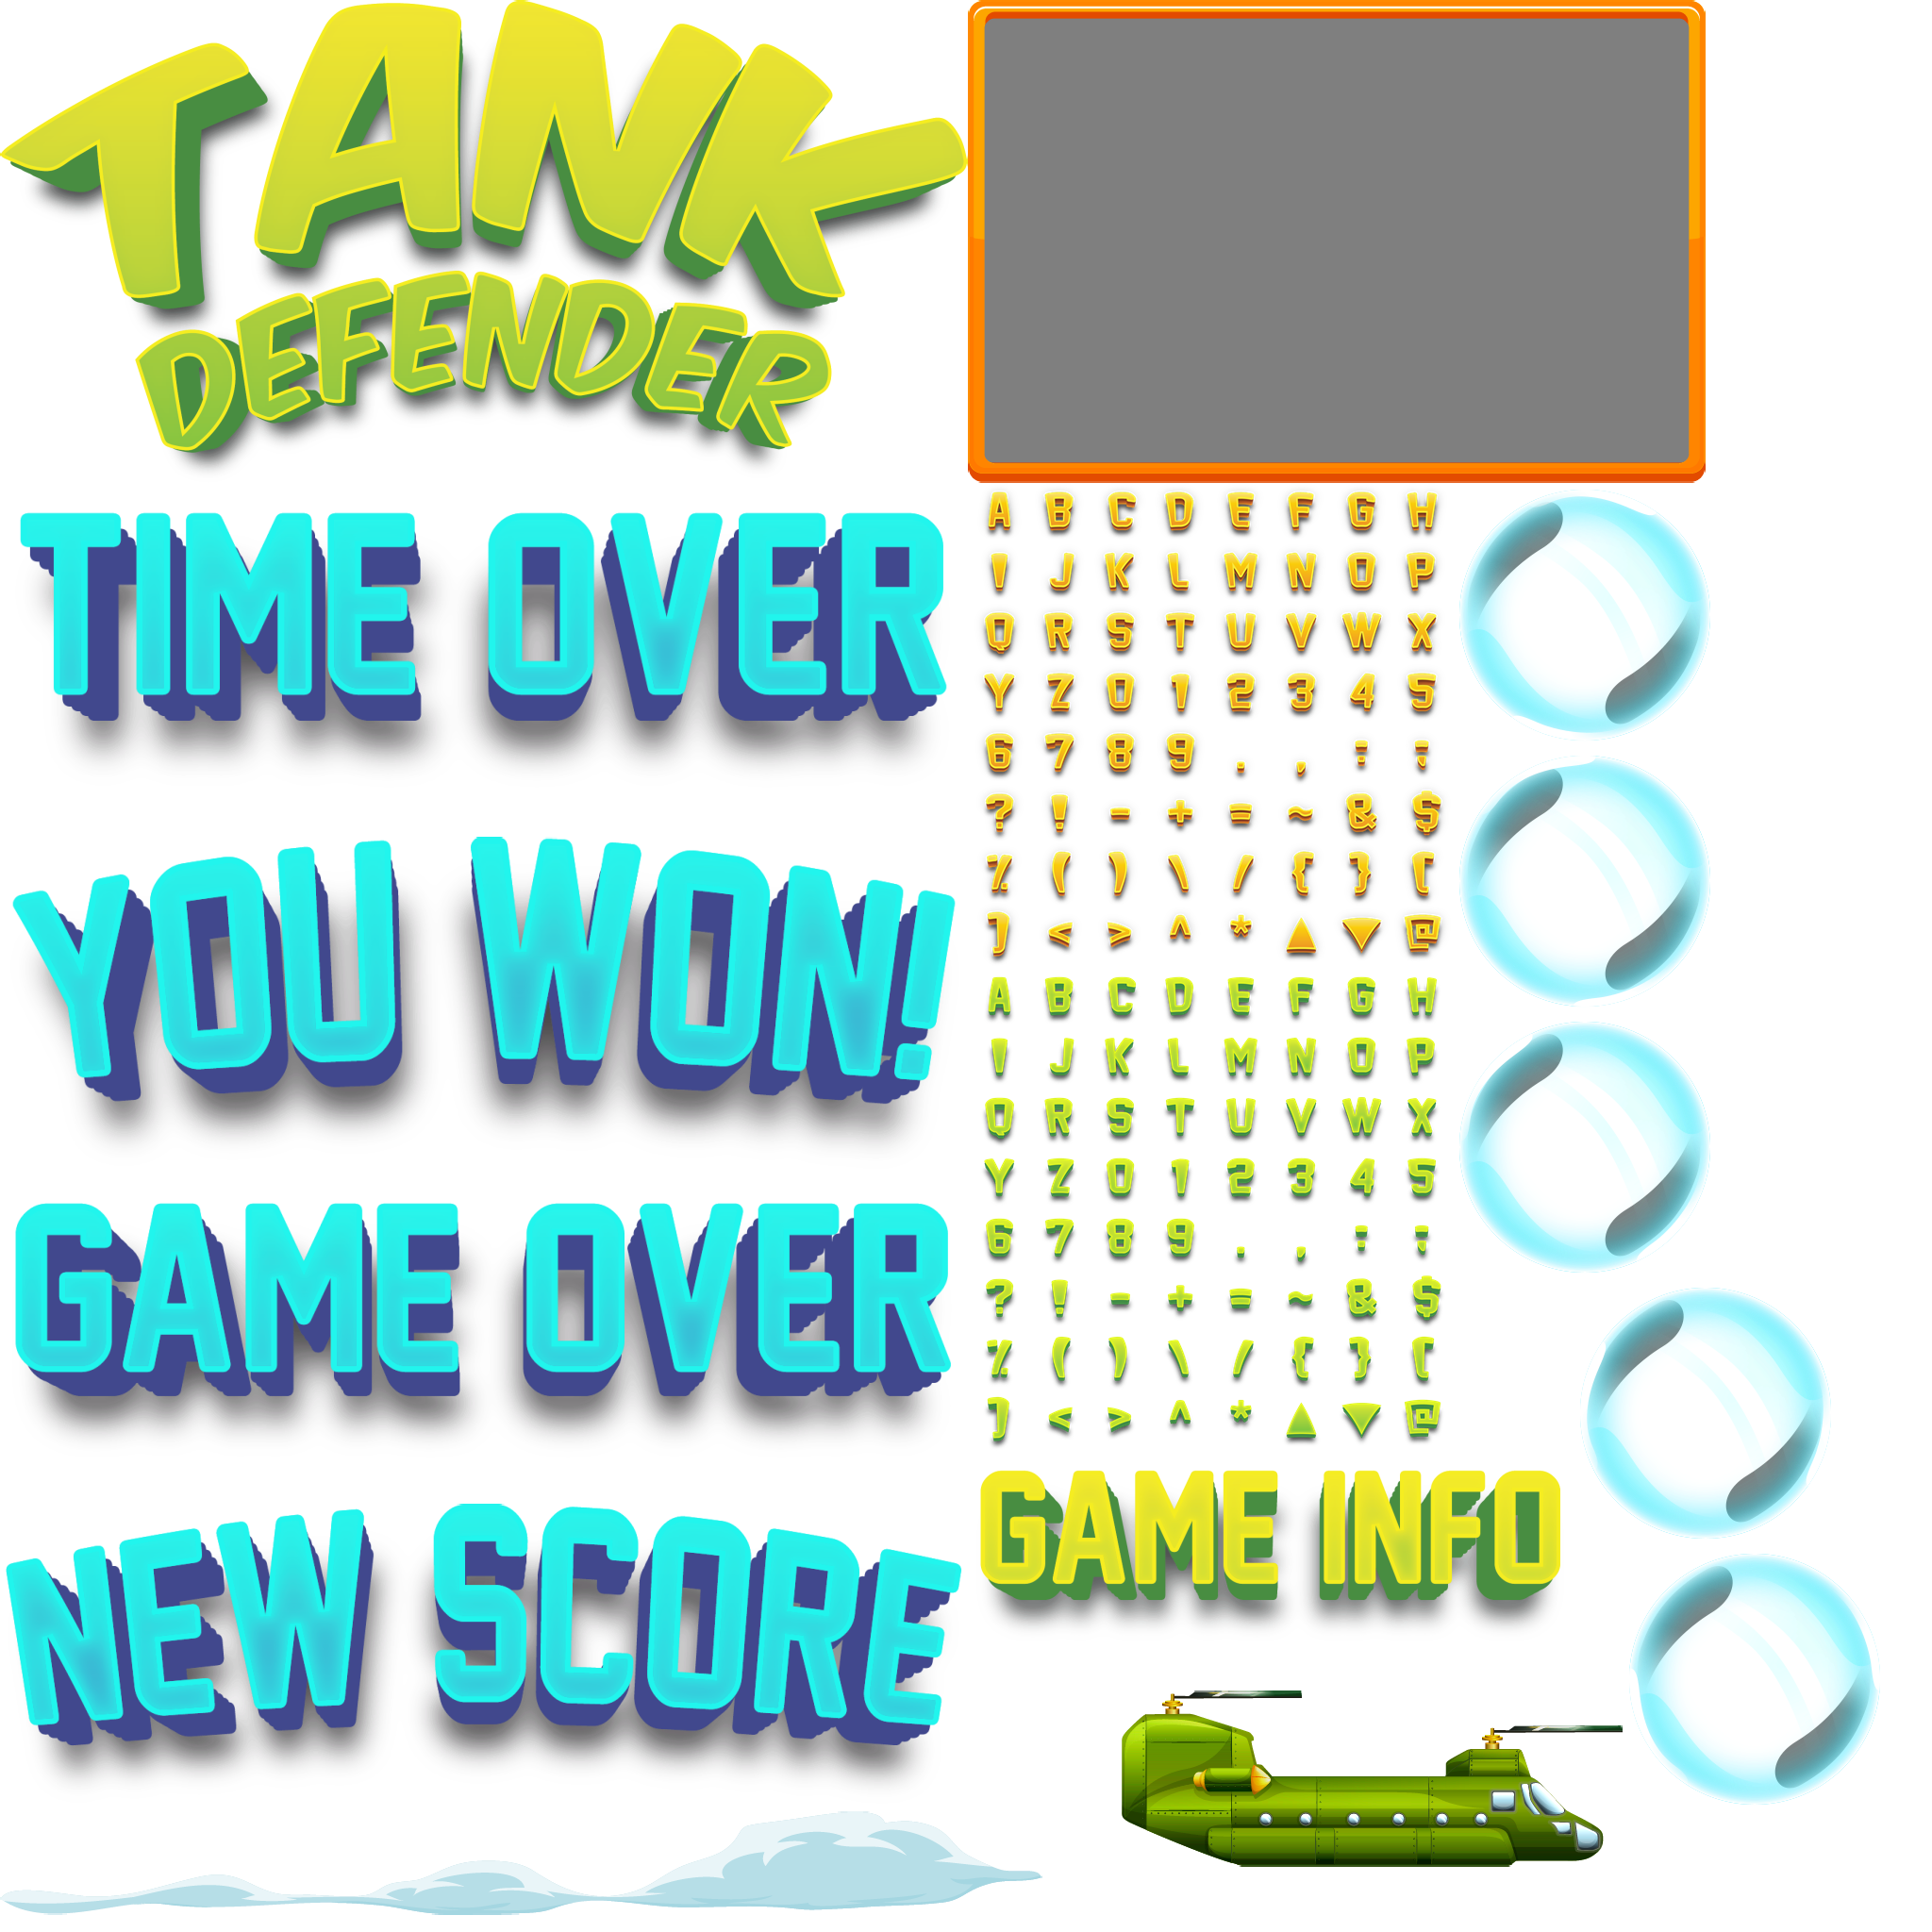 TANK
DEFENDER
TIME OVER
YOU WON!
GAME OVER
NEW SCORE
A B C D E F G H
I J K L M N O P
Q R S T U V W X
Y Z 0 1 2 3 4 5
6 7 8 9 . , : ;
? ! - + = ~ & $
% ( ) \ / { } [
] < > ^ * ▲ ▼ @
A B C D E F G H
I J K L M N O P
Q R S T U V W X
Y Z 0 1 2 3 4 5
6 7 8 9 . , : ;
? ! - + = ~ & $
% ( ) \ / { } [
] < > ^ * ▲ ▼ @
GAME INFO